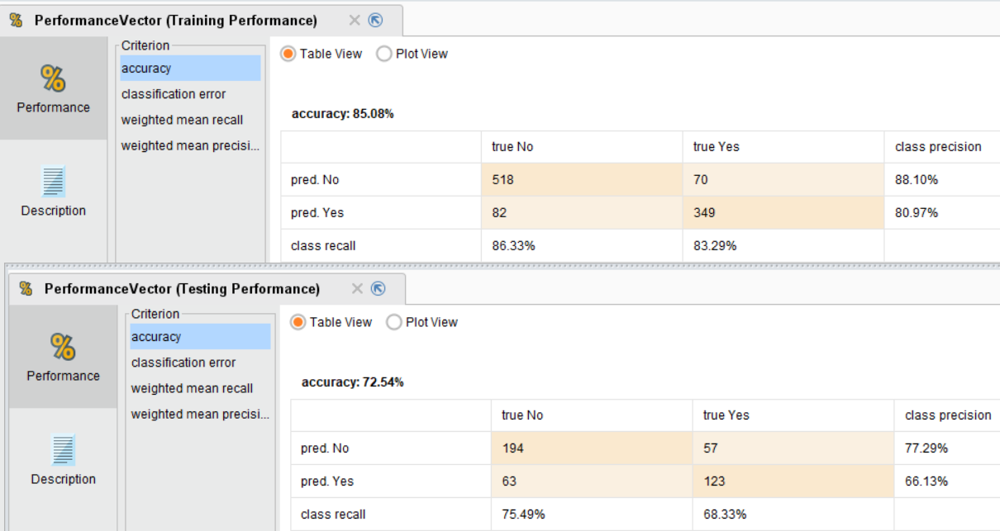 PerformanceVector (Training Performance)
Criterion
accuracy
classification error
weighted mean recall
weighted mean precisi...
Performance
Description
Table View Plot View
accuracy: 85.08%
true No true Yes class precision
pred. No 518 70 88.10%
pred. Yes 82 349 80.97%
class recall 86.33% 83.29%
PerformanceVector (Testing Performance)
Criterion
accuracy
classification error
weighted mean recall
weighted mean precisi...
Performance
Description
Table View Plot View
accuracy: 72.54%
true No true Yes class precision
pred. No 194 57 77.29%
pred. Yes 63 123 66.13%
class recall 75.49% 68.33%